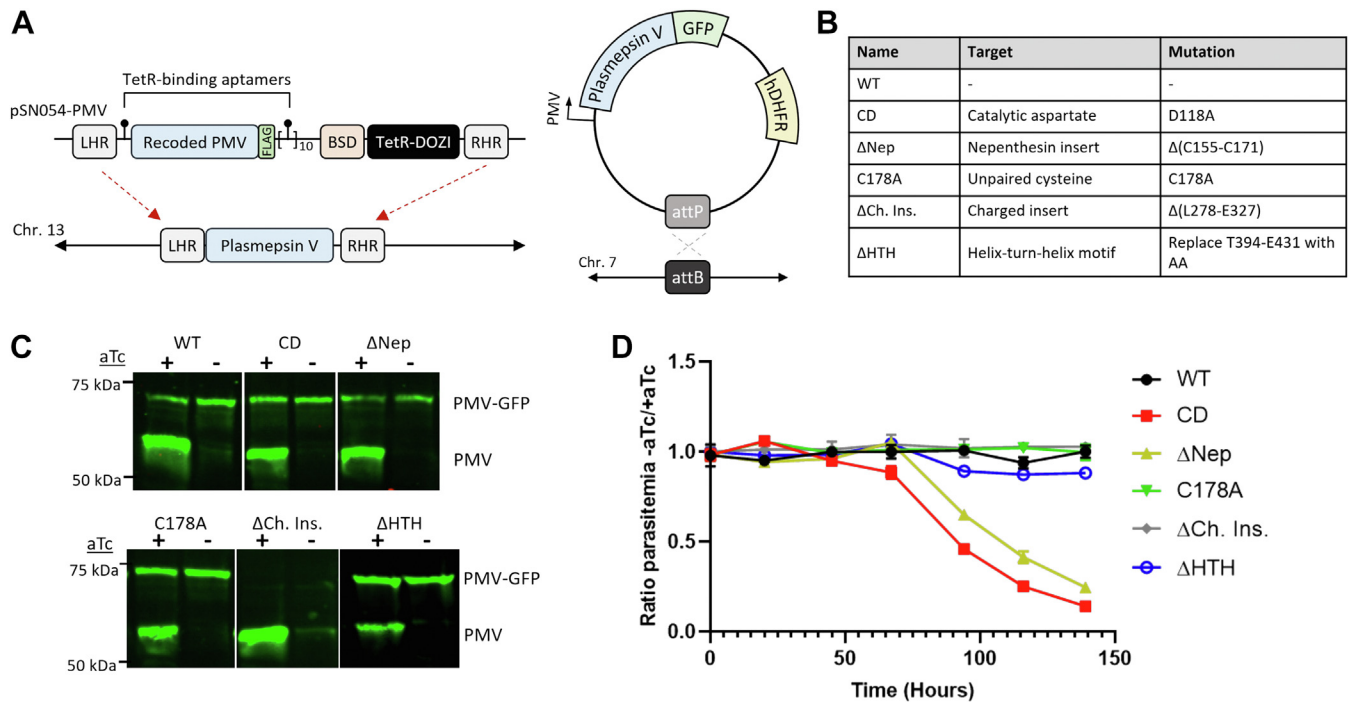 A
TetR-binding aptamers
pSN054-PMV
LHR
Recoded PMV
FLAG
[ ]10
BSD
TetR-DOZI
RHR
Chr. 13
LHR
Plasmepsin V
RHR
PMV
Plasmepsin V
GFP
hDHFR
attP
Chr. 7
attB
B
Name Target Mutation
WT - -
CD Catalytic aspartate D118A
ΔNep Nepenthesin insert Δ(C155-C171)
C178A Unpaired cysteine C178A
ΔCh. Ins. Charged insert Δ(L278-E327)
ΔHTH Helix-turn-helix motif Replace T394-E431 with
AA
C
WT CD ΔNep
aTc + - + - + -
75 kDa
PMV-GFP
PMV
50 kDa
C178A ΔCh. Ins. ΔHTH
aTc + - + - + -
75 kDa
PMV-GFP
PMV
50 kDa
D
Ratio parasitemia -aTc/+aTc
1.5
1.0
0.5
0.0
0 50 100 150
Time (Hours)
WT
CD
ΔNep
C178A
ΔCh. Ins.
ΔHTH